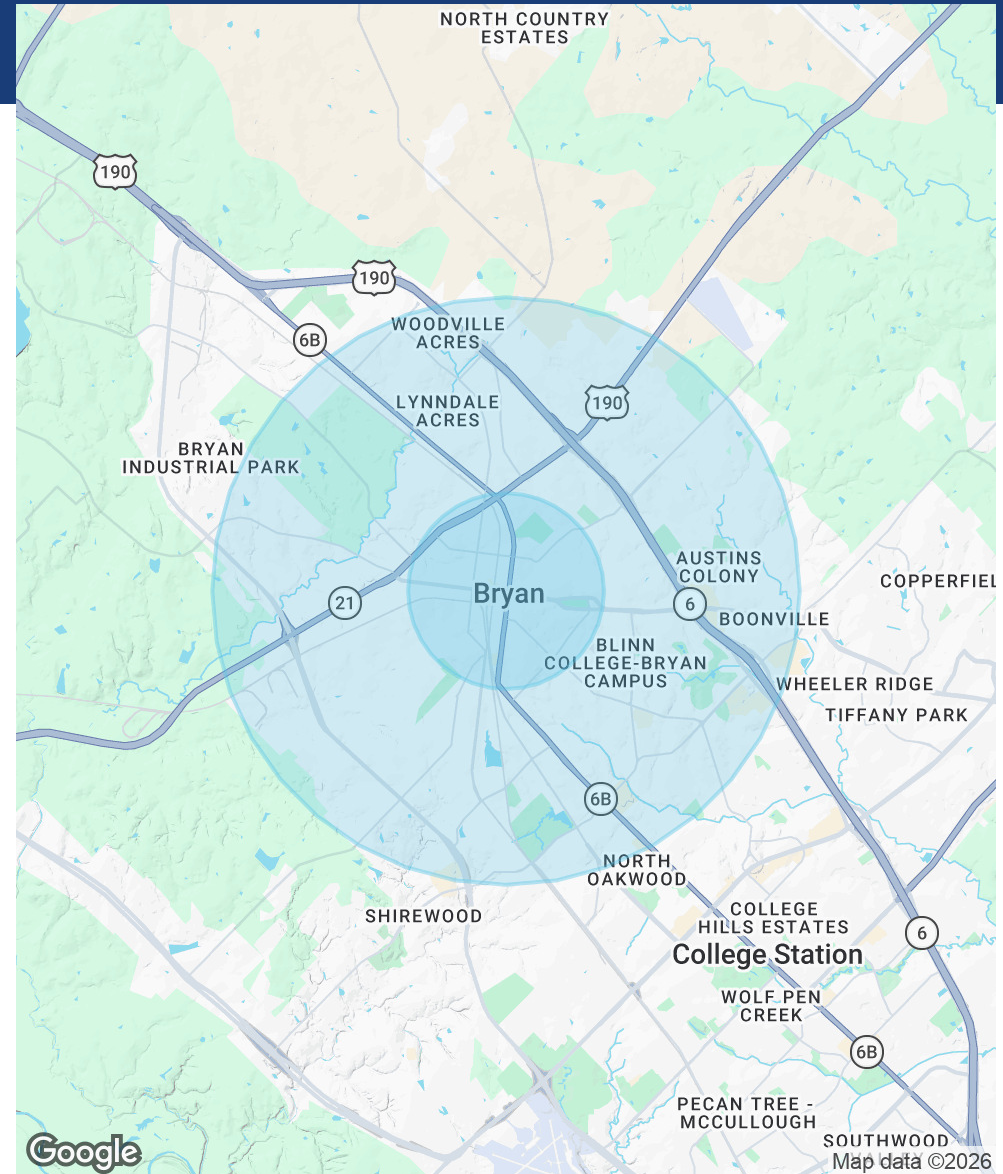 NORTH COUNTRY
ESTATES
190
190
6B
WOODVILLE
ACRES
190
LYNNDALE
ACRES
BRYAN
INDUSTRIAL PARK
AUSTINS
COLONY
COPPERFIEL
Bryan
21
6
BOONVILLE
BLINN
COLLEGE-BRYAN
CAMPUS
WHEELER RIDGE
TIFFANY PARK
6B
NORTH
OAKWOOD
SHIREWOOD
COLLEGE
HILLS ESTATES
6
College Station
WOLF PEN
CREEK
6B
PECAN TREE -
MCCULLOUGH
SOUTHWOOD
VALLEY
Google
Map data ©2026